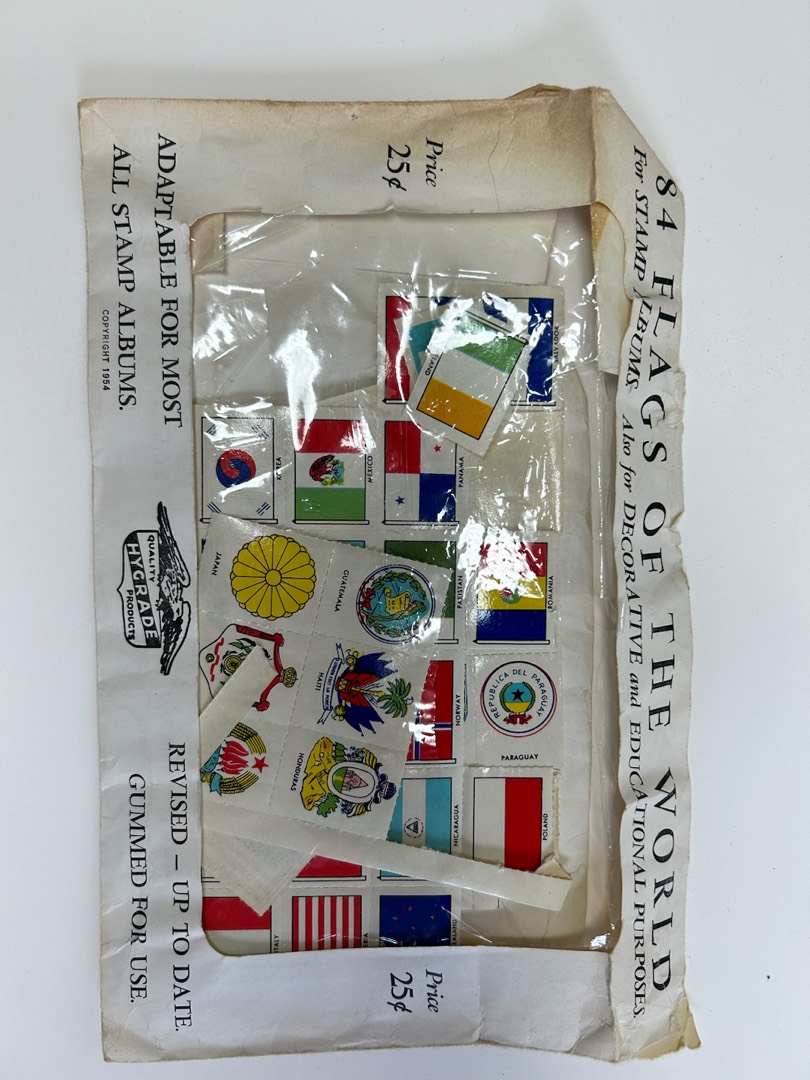 84 FLAGS OF THE WORLD
For STAMP ALBUMS. Also for DECORATIVE and EDUCATIONAL PURPOSES.
Price
25¢
Price
25¢
SALVADOR
KOREA
MEXICO
PANAMA
JAPAN
GUATEMALA
PAKISTAN
ROMANIA
HAITI
NORWAY
REPUBLICA DEL PARAGUAY
PARAGUAY
HONDURAS
NICARAGUA
POLAND
ITALY
ADAPTABLE FOR MOST
ALL STAMP ALBUMS.
COPYRIGHT 1954
QUALITY
HYGRADE
PRODUCTS
REVISED — UP TO DATE.
GUMMED FOR USE.